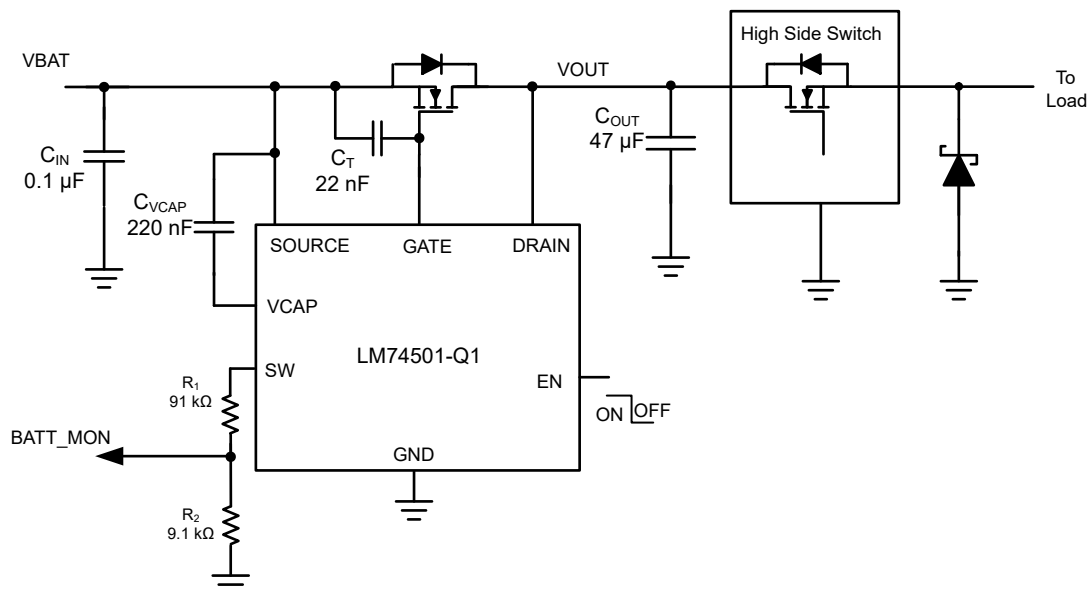 High Side Switch
VBAT
VOUT
To
Load
COUT
47 µF
CIN
0.1 µF
CT
22 nF
CVCAP
220 nF
SOURCE
GATE
DRAIN
VCAP
LM74501-Q1
SW
EN
R1
91 kΩ
ON
OFF
BATT_MON
GND
R2
9.1 kΩ